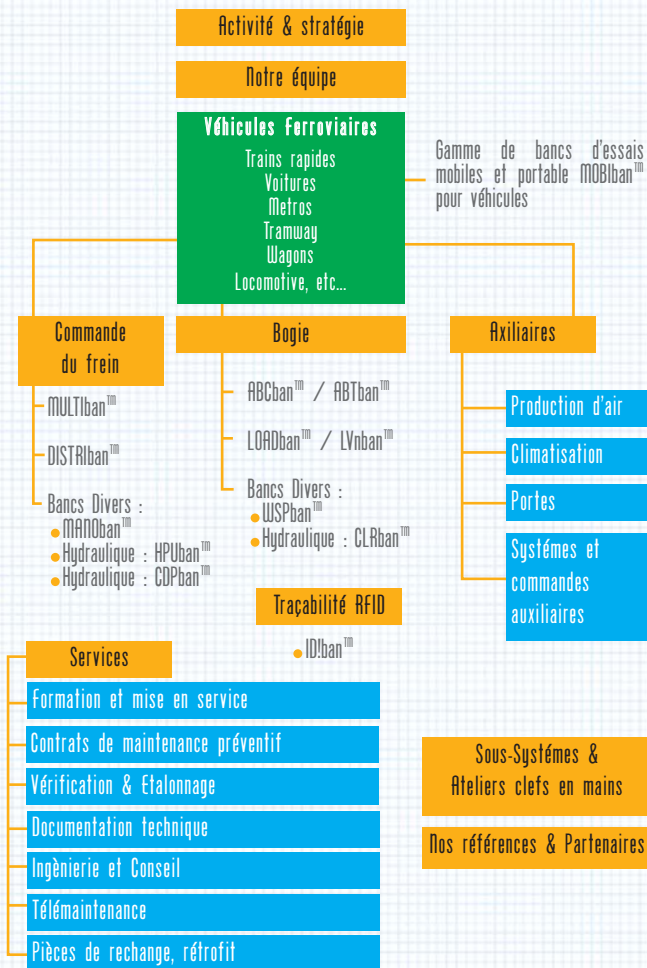 Activité & stratégie
Notre équipe
Véhicules Ferroviaires
Trains rapides
Voitures
Metros
Tramway
Wagons
Locomotive, etc...
Gamme de bancs d'essais
mobiles et portable MOBIban™
pour véhicules
Commande
du frein
MULTIban™
DISTRIban™
Bancs Divers :
MANOban™
Hydraulique : HPUban™
Hydraulique : CDPban™
Bogie
ABCban™ / ABTban™
LOADban™ / LVnban™
Bancs Divers :
WSPban™
Hydraulique : CLRban™
Axiliaires
Production d'air
Climatisation
Portes
Systémes et
commandes
auxiliaires
Traçabilité RFID
ID!ban™
Services
Formation et mise en service
Contrats de maintenance préventif
Vérification & Etalonnage
Documentation technique
Ingènierie et Conseil
Télémaintenance
Pièces de rechange, rétrofit
Sous-Systémes &
Ateliers clefs en mains
Nos références & Partenaires